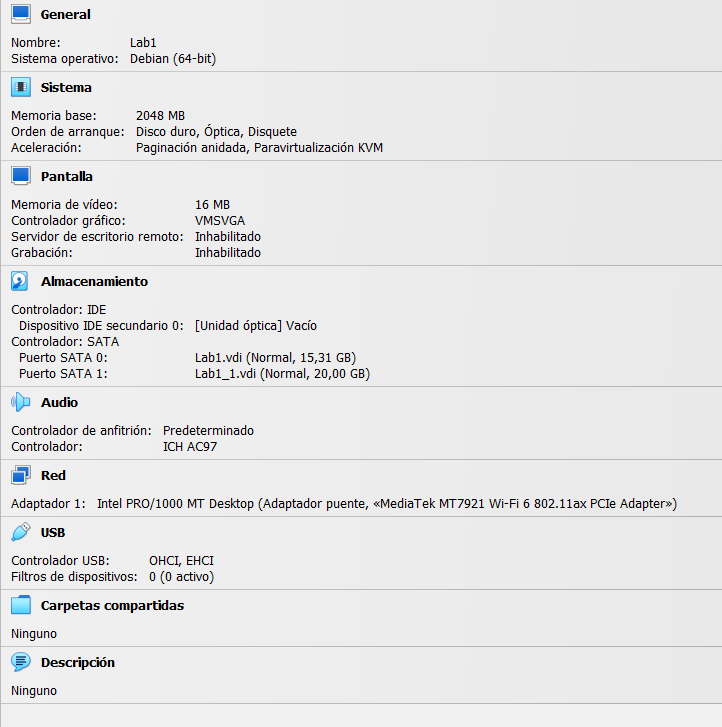 General
Nombre: Lab1
Sistema operativo: Debian (64-bit)
Sistema
Memoria base: 2048 MB
Orden de arranque: Disco duro, Óptica, Disquete
Aceleración: Paginación anidada, Paravirtualización KVM
Pantalla
Memoria de vídeo: 16 MB
Controlador gráfico: VMSVGA
Servidor de escritorio remoto: Inhabilitado
Grabación: Inhabilitado
Almacenamiento
Controlador: IDE
Dispositivo IDE secundario 0: [Unidad óptica] Vacío
Controlador: SATA
Puerto SATA 0: Lab1.vdi (Normal, 15,31 GB)
Puerto SATA 1: Lab1_1.vdi (Normal, 20,00 GB)
Audio
Controlador de anfitrión: Predeterminado
Controlador: ICH AC97
Red
Adaptador 1: Intel PRO/1000 MT Desktop (Adaptador puente, «MediaTek MT7921 Wi-Fi 6 802.11ax PCIe Adapter»)
USB
Controlador USB: OHCI, EHCI
Filtros de dispositivos: 0 (0 activo)
Carpetas compartidas
Ninguno
Descripción
Ninguno